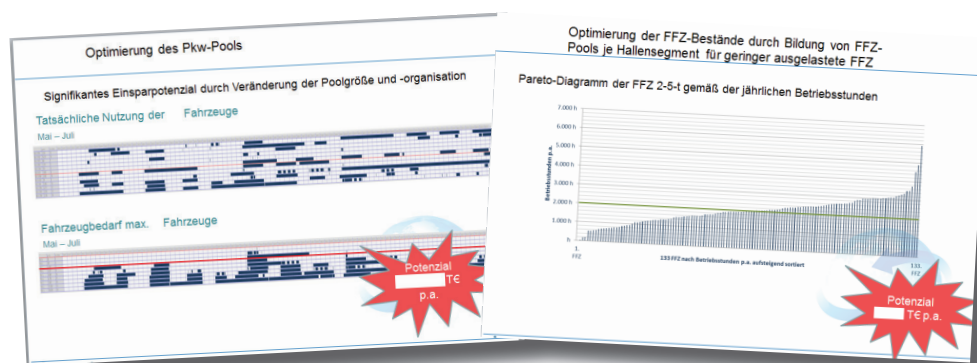 Optimierung des Pkw-Pools
Signifikantes Einsparpotenzial durch Veränderung der Poolgröße und -organisation
Tatsächliche Nutzung der Fahrzeuge
Mai – Juli
Fahrzeugbedarf max. Fahrzeuge
Mai – Juli
Potenzial
T€
p.a.
Optimierung der FFZ-Bestände durch Bildung von FFZ-
Pools je Hallensegment für geringer ausgelastete FFZ
Pareto-Diagramm der FFZ 2-5-t gemäß der jährlichen Betriebsstunden
Betriebsstunden p.a.
7.000 h
6.000 h
5.000 h
4.000 h
3.000 h
2.000 h
1.000 h
h
1.
FFZ
133 FFZ nach Betriebsstunden p.a. aufsteigend sortiert
133.
FFZ
Potenzial
T€ p.a.